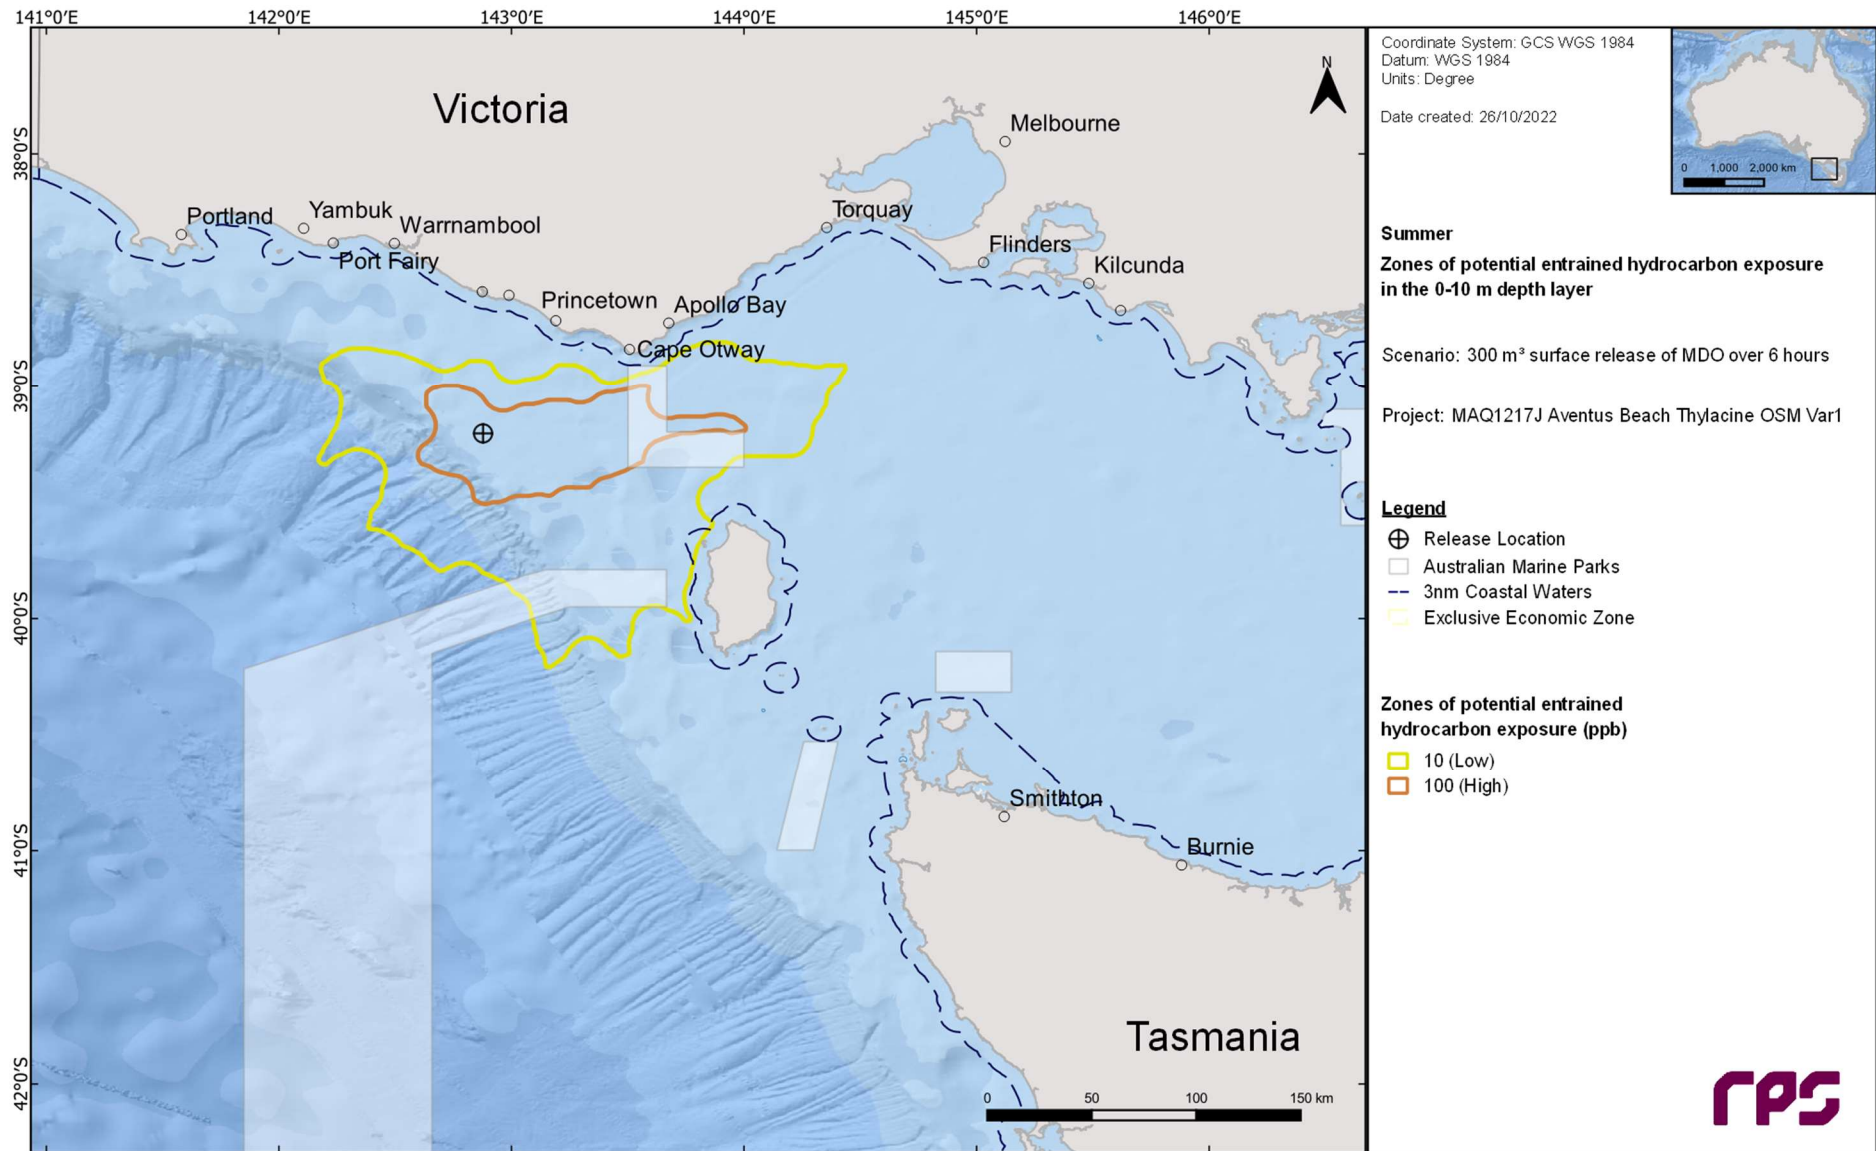 141°0'E
142°0'E
143°0'E
144°0'E
145°0'E
146°0'E
38°0'S
39°0'S
40°0'S
41°0'S
42°0'S
N
Victoria
Melbourne
Portland
Yambuk
Warrnambool
Port Fairy
Torquay
Flinders
Kilcunda
Princetown
Apollo Bay
Cape Otway
Smithton
Burnie
Tasmania
0 50 100 150 km
Coordinate System: GCS WGS 1984
Datum: WGS 1984
Units: Degree
Date created: 26/10/2022
0 1,000 2,000 km
Summer
Zones of potential entrained hydrocarbon exposure
in the 0-10 m depth layer
Scenario: 300 m³ surface release of MDO over 6 hours
Project: MAQ1217J Aventus Beach Thylacine OSM Var1
Legend
Release Location
Australian Marine Parks
3nm Coastal Waters
Exclusive Economic Zone
Zones of potential entrained
hydrocarbon exposure (ppb)
10 (Low)
100 (High)
rps